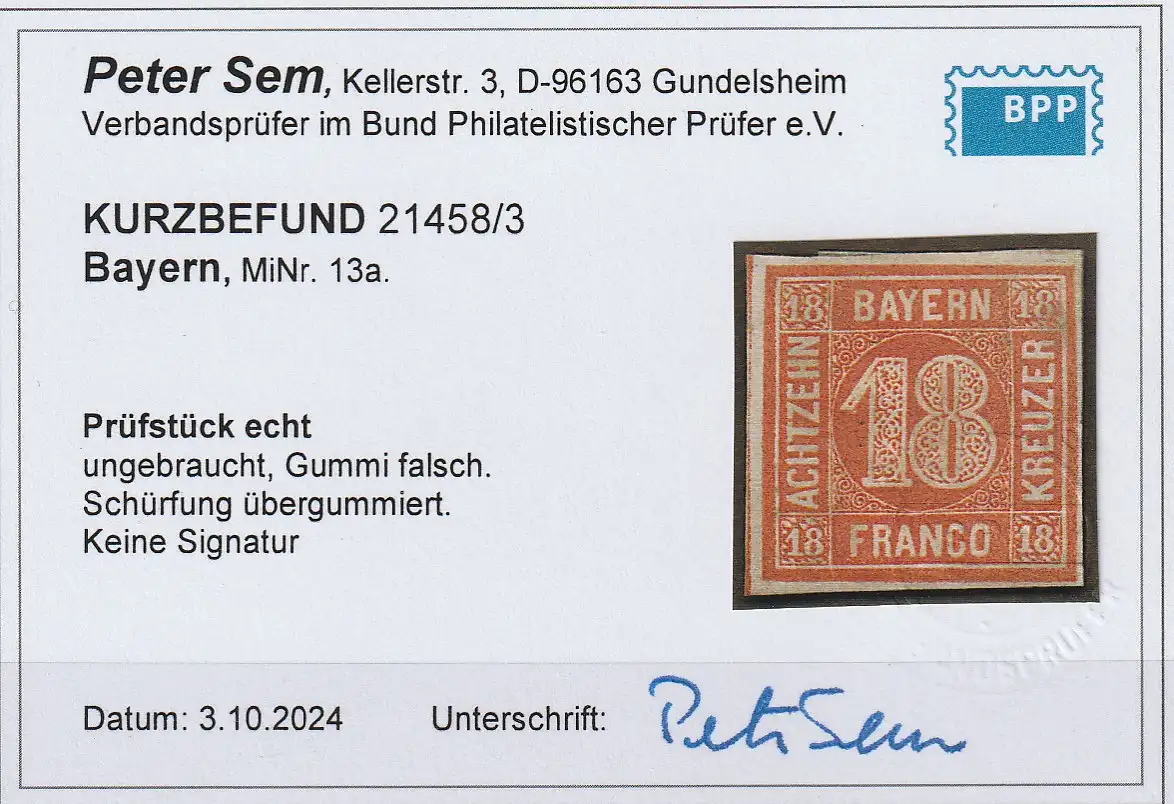 Peter Sem, Kellerstr. 3, D-96163 Gundelsheim
Verbandsprüfer im Bund Philatelistischer Prüfer e.V.
BPP
KURZBEFUND 21458/3
Bayern, MiNr. 13a.
18 BAYERN 18
ACHTZEHN
18
KREUZER
18 FRANCO 18
Prüfstück echt
ungebraucht, Gummi falsch.
Schürfung übergummiert.
Keine Signatur
Datum: 3.10.2024 Unterschrift: Peter Sem